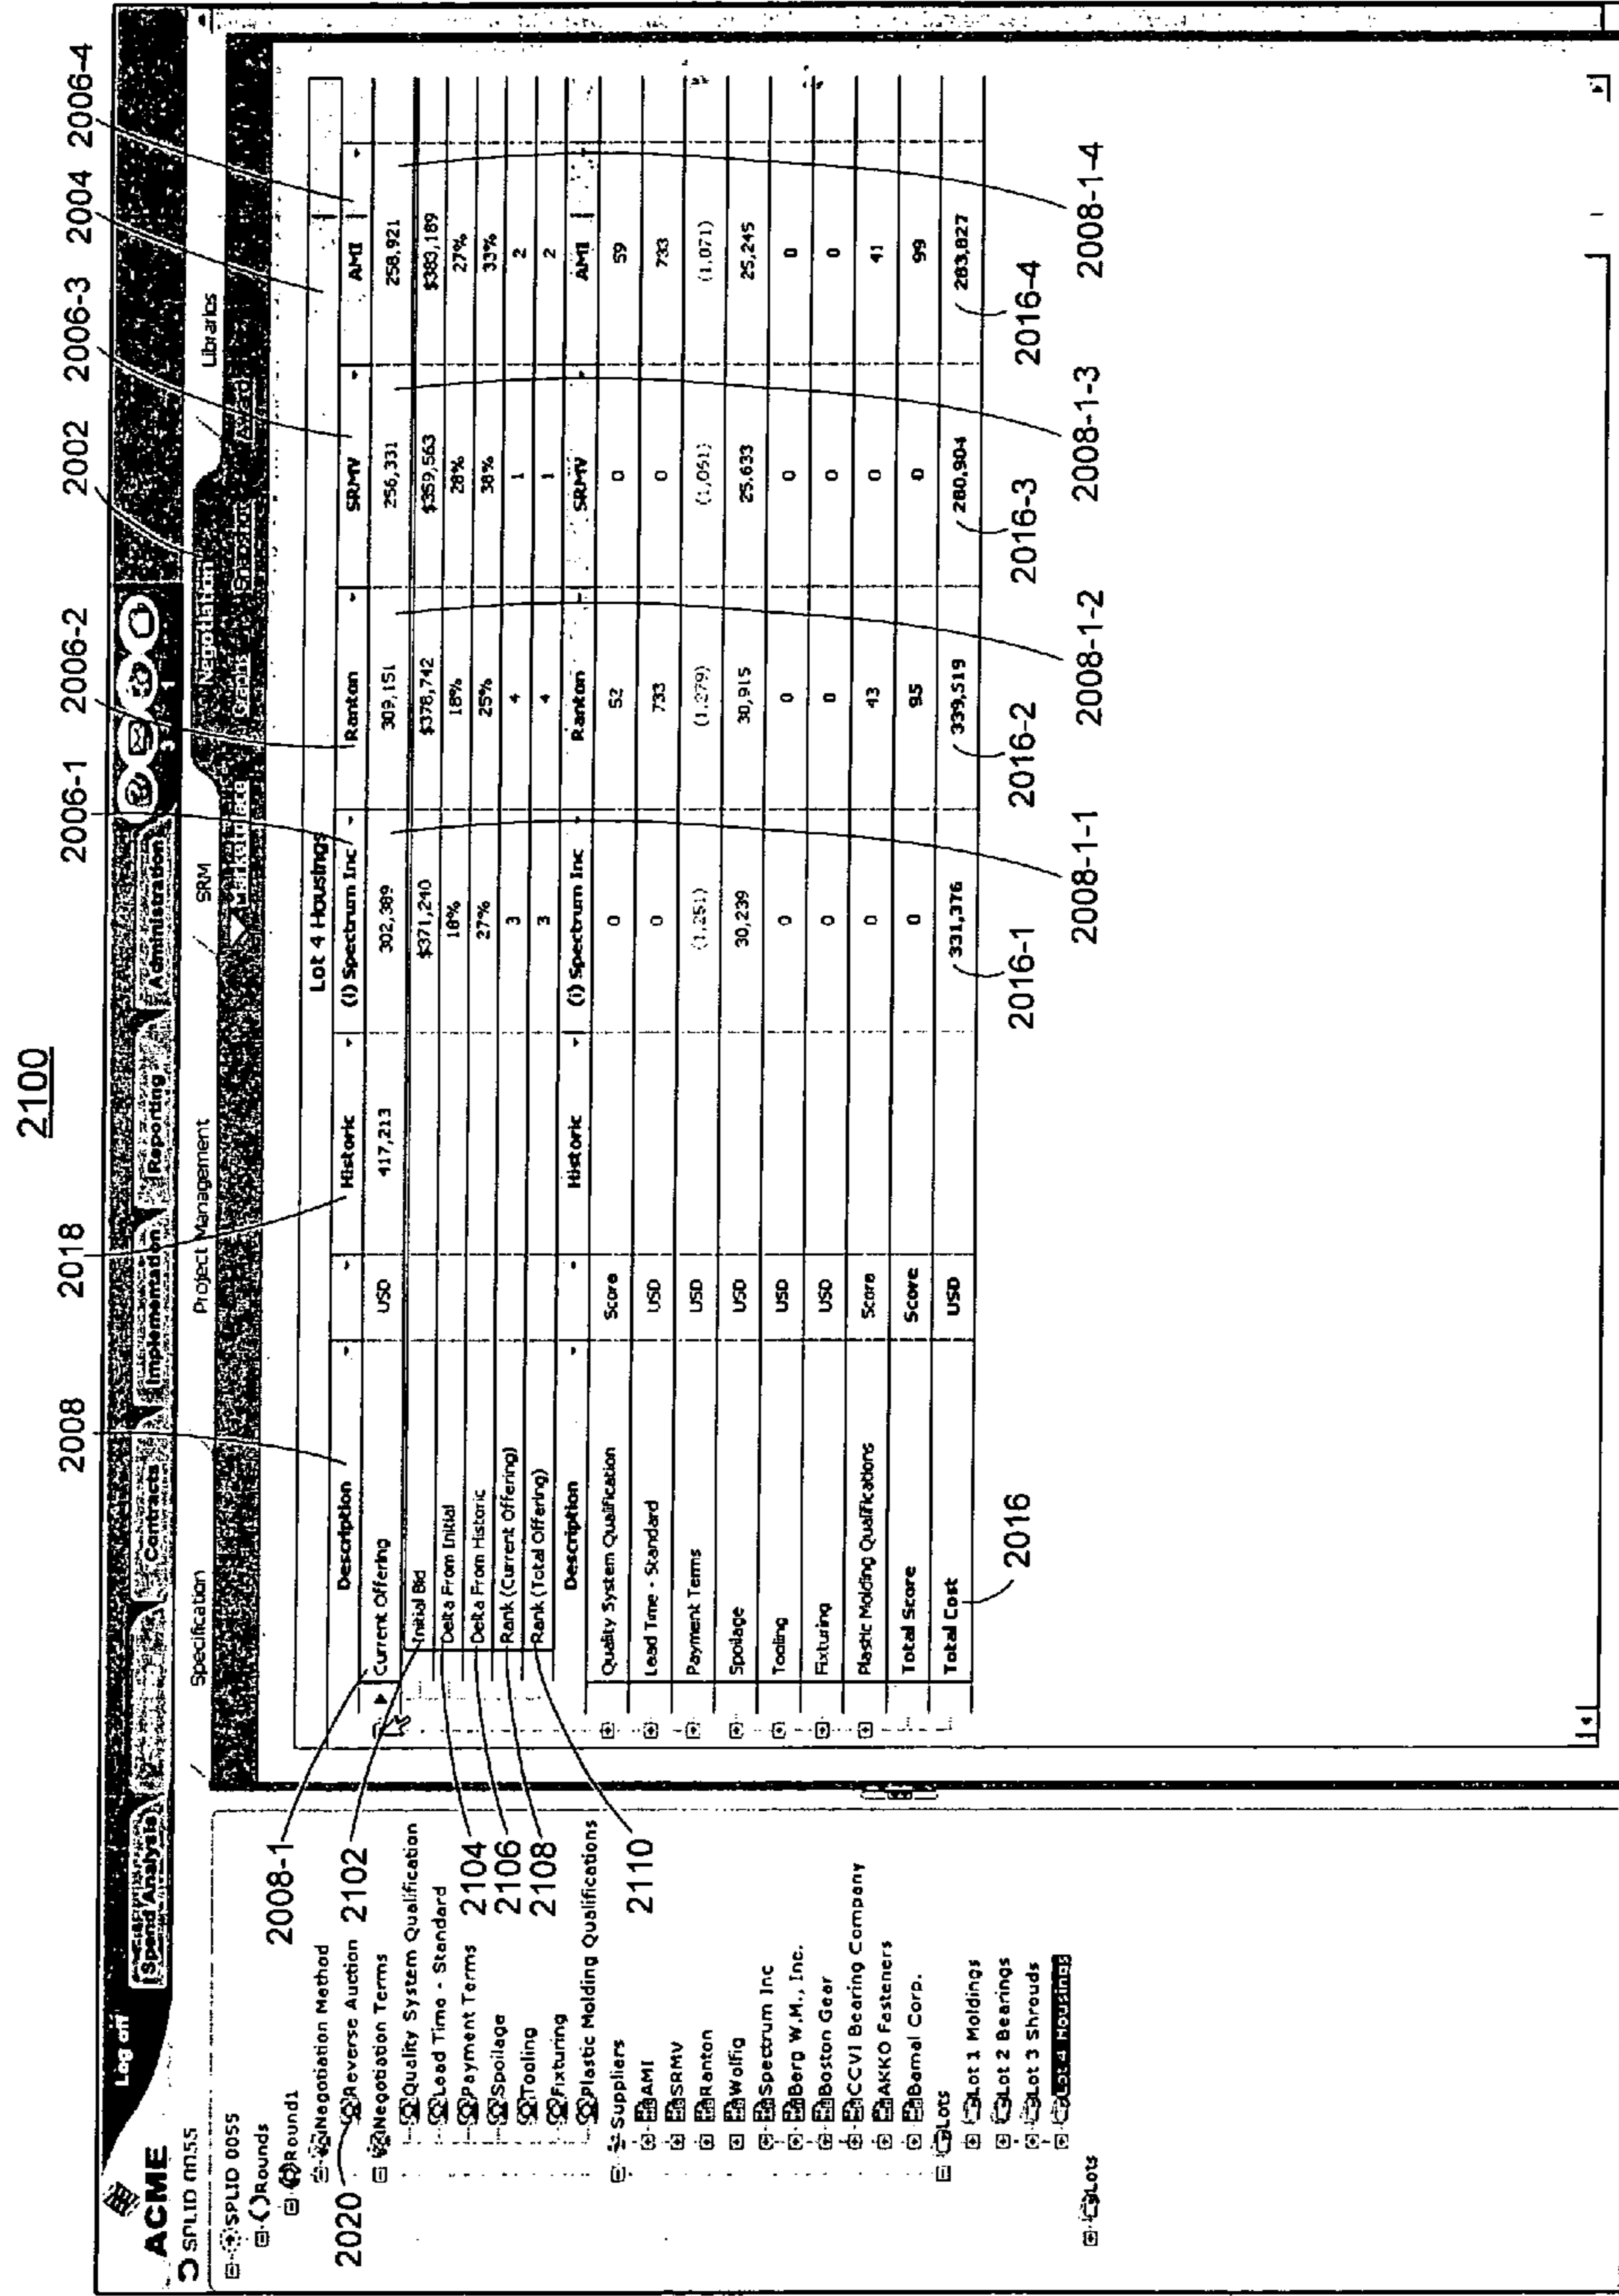 2100
2008 2018 2006-1 2006-2 2002 2006-3 2004 2006-4
ACME
Log off Spend Analysis Contracts Implementation Reporting Administration
SPLID 0055 Specification Project Management SRM Negotiation Libraries
Marketplace Graphs Snapshot
SPLID 0055
Rounds
Round1
Negotiation Method
2020 Reverse Auction
Negotiation Terms
Quality System Qualification
Lead Time - Standard
Payment Terms
Spoilage
Tooling
Fixturing
Plastic Molding Qualifications
Suppliers
AMI
SRMV
Ranton
Wolfig
Spectrum Inc
Berg W.M., Inc.
Boston Gear
CCVI Bearing Company
AKKO Fasteners
Bamal Corp.
Lots
Lot 1 Moldings
Lot 2 Bearings
Lot 3 Shrouds
Lot 4 Housings
Lots
2008-1
2102
2104
2106
2108
2110
Lot 4 Housings
Description Historic (I) Spectrum Inc Ranton SRMV AMI
Current Offering USD 417,213 302,389 309,151 256,331 258,921
Initial Bid $371,240 $378,742 $359,563 $383,189
Delta From Initial 18% 18% 28% 27%
Delta From Historic 27% 25% 38% 33%
Rank (Current Offering) 3 4 1 2
Rank (Total Offering) 3 4 1 2
Description Historic (i) Spectrum Inc Ranton SRMV AMI
Quality System Qualification Score 0 52 0 59
Lead Time - Standard USD 0 733 0 733
Payment Terms USD (1,251) (1,279) (1,061) (1,071)
Spoilage USD 30,239 30,915 25,633 25,245
Tooling USD 0 0 0 0
Fixturing USD 0 0 0 0
Plastic Molding Qualifications Score 0 43 0 41
Total Score Score 0 95 0 99
Total Cost USD 331,376 339,519 280,904 283,827
2016 2016-1 2016-2 2016-3 2016-4
2008-1-1 2008-1-2 2008-1-3 2008-1-4